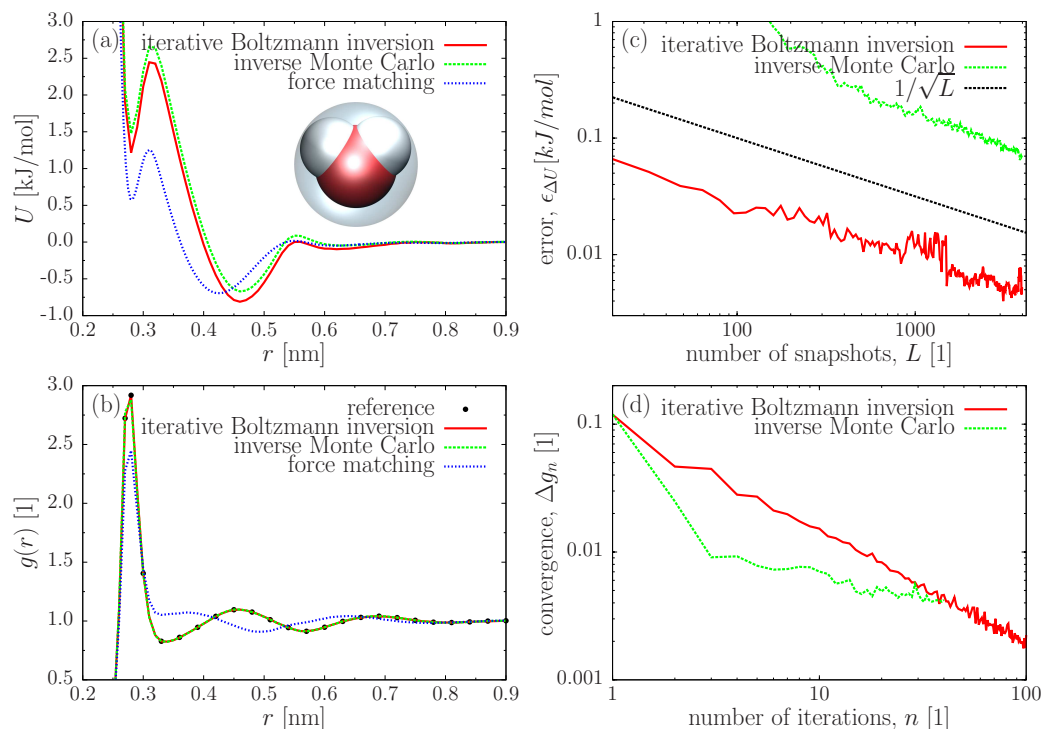 (a)
iterative Boltzmann inversion
inverse Monte Carlo
force matching
3.0
2.5
2.0
1.5
1.0
0.5
0.0
-0.5
-1.0
U [kJ/mol]
0.2 0.3 0.4 0.5 0.6 0.7 0.8 0.9
r [nm]
(c)
iterative Boltzmann inversion
inverse Monte Carlo
1/√L
1
0.1
0.01
error, ϵ_ΔU [kJ/mol]
100 1000
number of snapshots, L [1]
(b)
reference
iterative Boltzmann inversion
inverse Monte Carlo
force matching
3.0
2.5
2.0
1.5
1.0
0.5
g(r) [1]
0.2 0.3 0.4 0.5 0.6 0.7 0.8 0.9
r [nm]
(d)
iterative Boltzmann inversion
inverse Monte Carlo
0.1
0.01
0.001
convergence, Δg_n [1]
1 10 100
number of iterations, n [1]